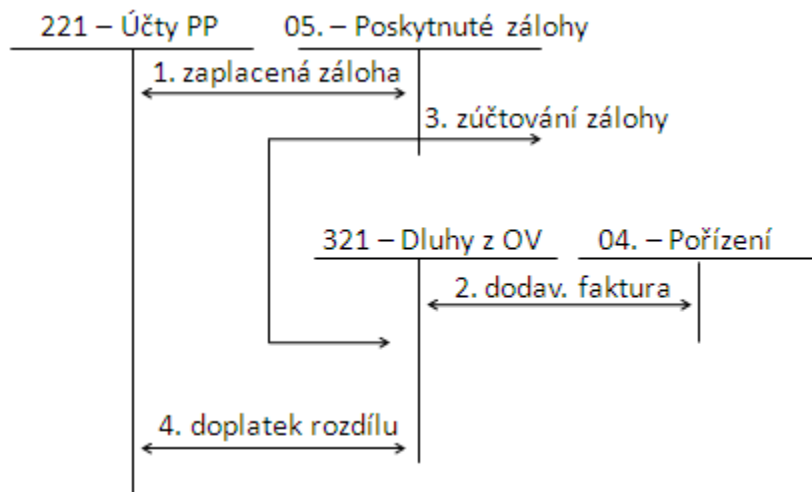 221 – Účty PP 05. – Poskytnuté zálohy
1. zaplacená záloha
3. zúčtování zálohy
321 – Dluhy z OV 04. – Pořízení
2. dodav. faktura
4. doplatek rozdílu